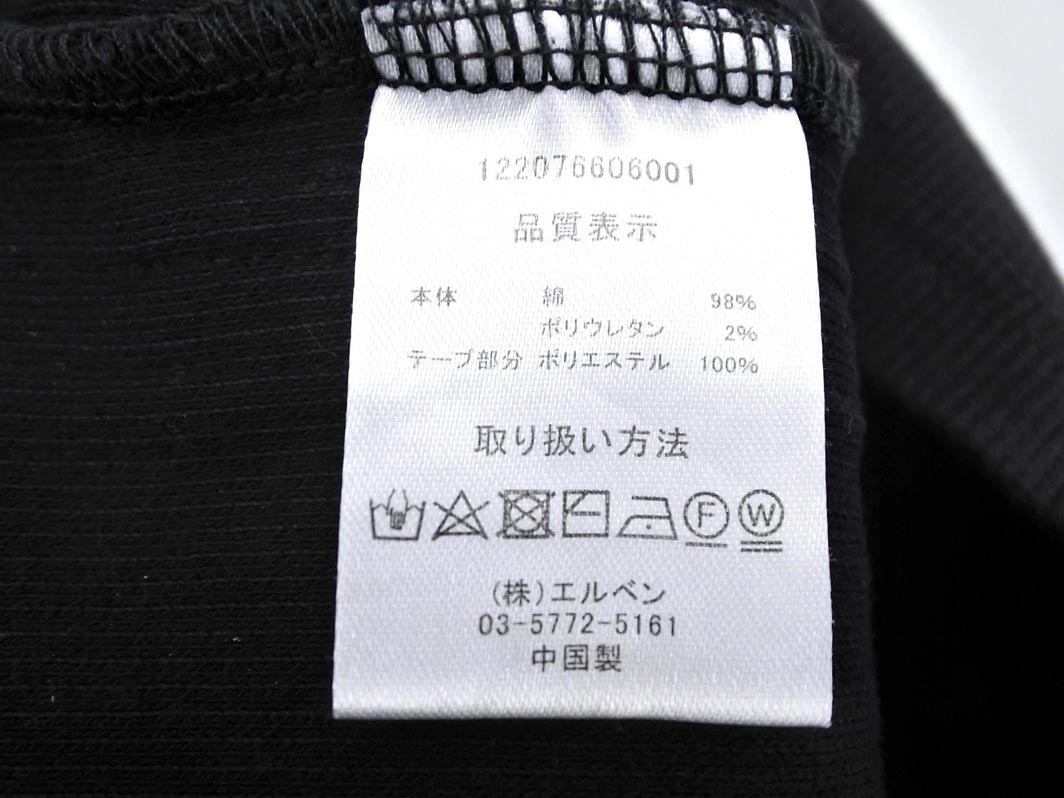 122076606001
品質表示
本体 綿 98%
ポリウレタン 2%
テープ部分 ポリエステル 100%
取り扱い方法
F W
(株)エルベン
03-5772-5161
中国製